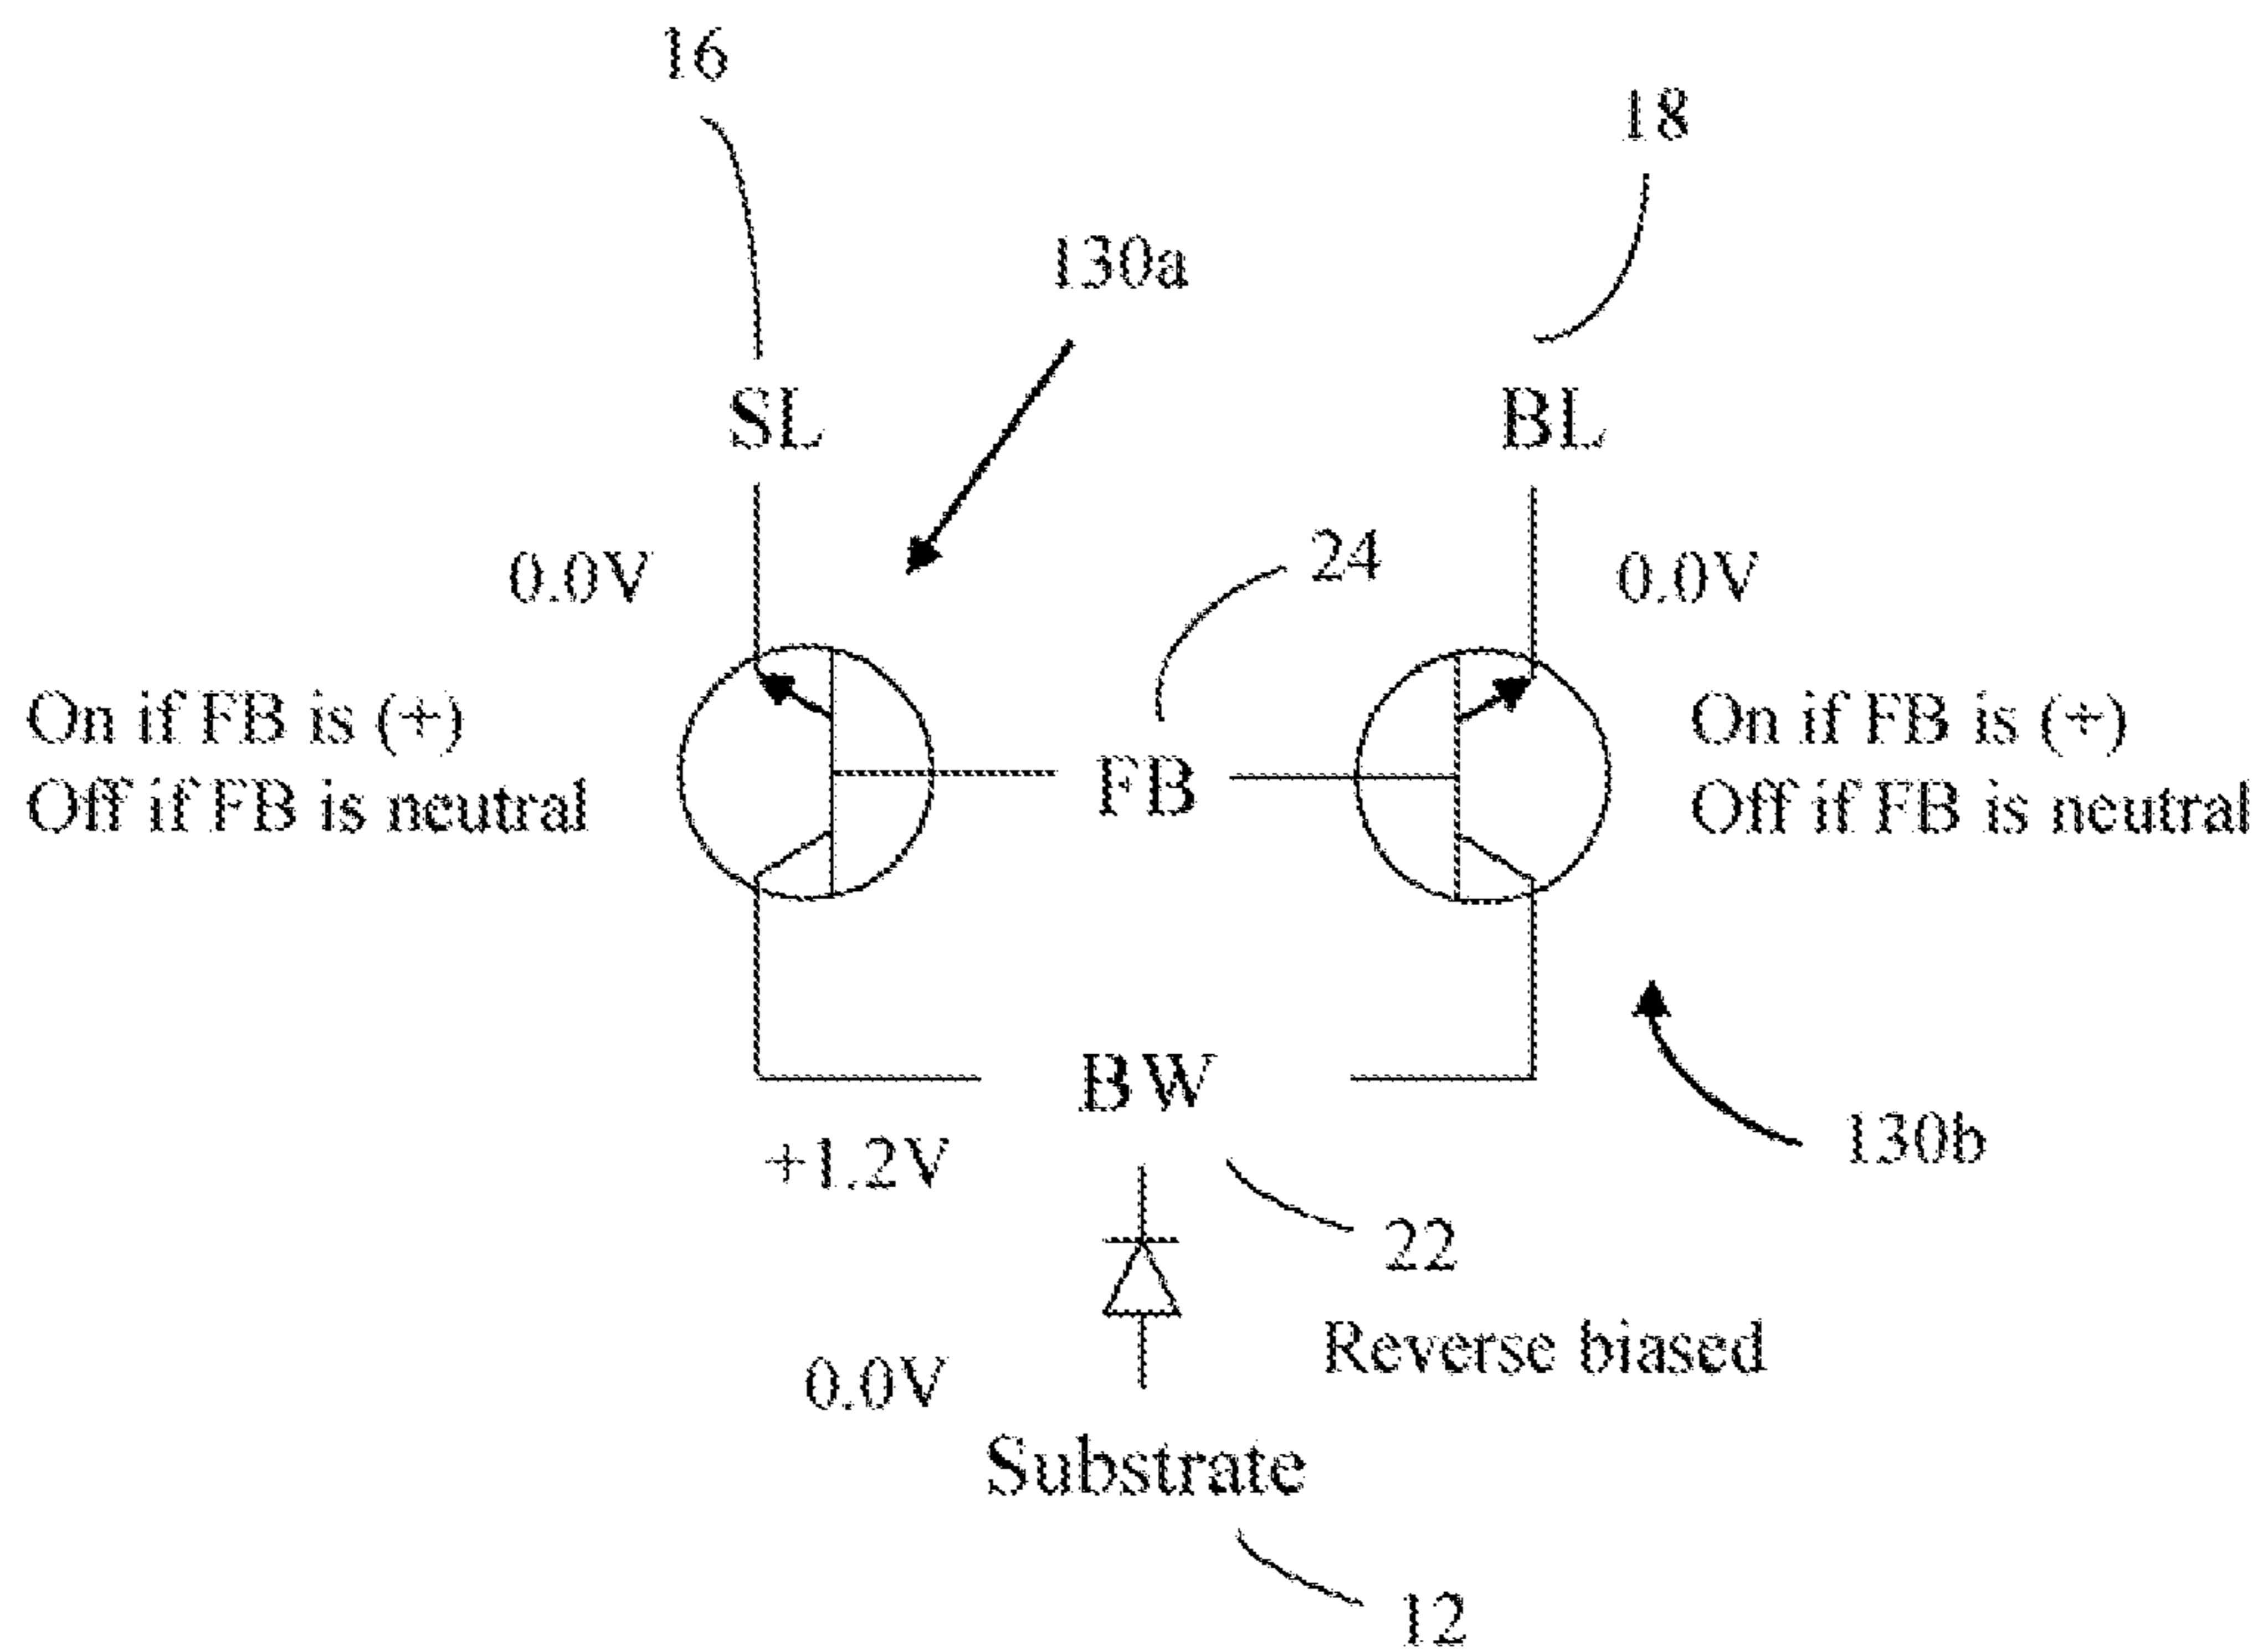 16
18
130a
SL
BL
24
0.0V
0.0V
On if FB is (+)
Off if FB is neutral
FB
On if FB is (+)
Off if FB is neutral
BW
+1.2V
130b
22
Reverse biased
0.0V
Substrate
12